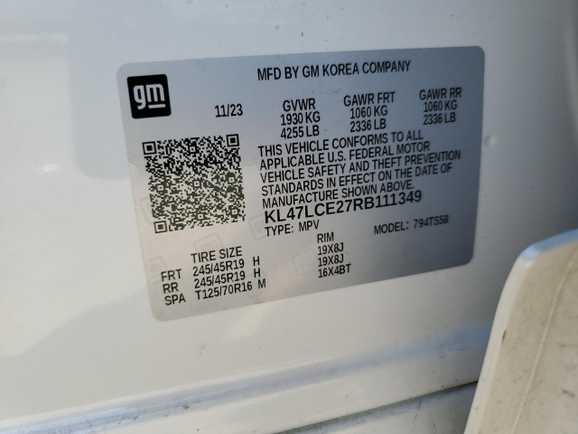 MFD BY GM KOREA COMPANY
gm
11/23
GVWR GAWR FRT GAWR RR
1930 KG 1060 KG 1060 KG
4255 LB 2336 LB 2336 LB
THIS VEHICLE CONFORMS TO ALL
APPLICABLE U.S. FEDERAL MOTOR
VEHICLE SAFETY AND THEFT PREVENTION
STANDARDS IN EFFECT ON THE DATE OF
MANUFACTURE SHOWN ABOVE.
KL47LCE27RB111349
TYPE: MPV MODEL: 794TS58
TIRE SIZE RIM
FRT 245/45R19 H 19X8J
RR 245/45R19 H 19X8J
SPA T125/70R16 M 16X4BT